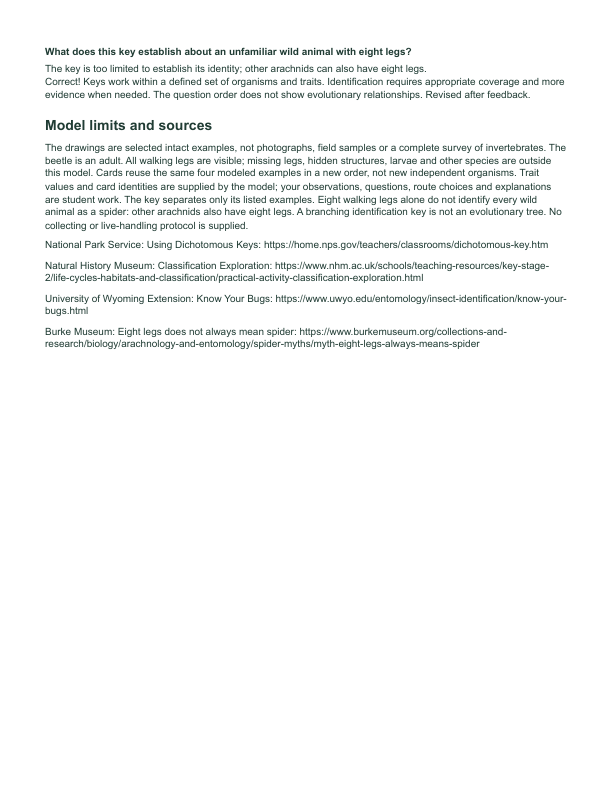 What does this key establish about an unfamiliar wild animal with eight legs?
The key is too limited to establish its identity; other arachnids can also have eight legs.
Correct! Keys work within a defined set of organisms and traits. Identification requires appropriate coverage and more
evidence when needed. The question order does not show evolutionary relationships. Revised after feedback.
Model limits and sources
The drawings are selected intact examples, not photographs, field samples or a complete survey of invertebrates. The
beetle is an adult. All walking legs are visible; missing legs, hidden structures, larvae and other species are outside
this model. Cards reuse the same four modeled examples in a new order, not new independent organisms. Trait
values and card identities are supplied by the model; your observations, questions, route choices and explanations
are student work. The key separates only its listed examples. Eight walking legs alone do not identify every wild
animal as a spider: other arachnids also have eight legs. A branching identification key is not an evolutionary tree. No
collecting or live-handling protocol is supplied.
National Park Service: Using Dichotomous Keys: https://home.nps.gov/teachers/classrooms/dichotomous-key.htm
Natural History Museum: Classification Exploration: https://www.nhm.ac.uk/schools/teaching-resources/key-stage-
2/life-cycles-habitats-and-classification/practical-activity-classification-exploration.html
University of Wyoming Extension: Know Your Bugs: https://www.uwyo.edu/entomology/insect-identification/know-your-
bugs.html
Burke Museum: Eight legs does not always mean spider: https://www.burkemuseum.org/collections-and-
research/biology/arachnology-and-entomology/spider-myths/myth-eight-legs-always-means-spider